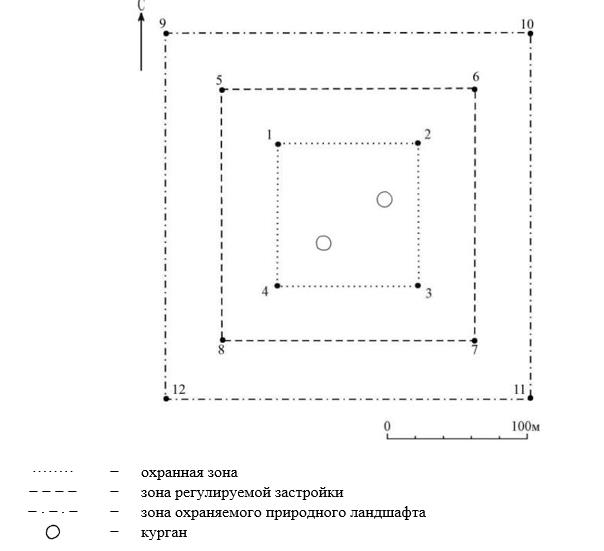 С
9 10
5 6
1 2
4 3
8 7
12 11
0 100м
– охранная зона
– зона регулируемой застройки
– зона охраняемого природного ландшафта
– курган